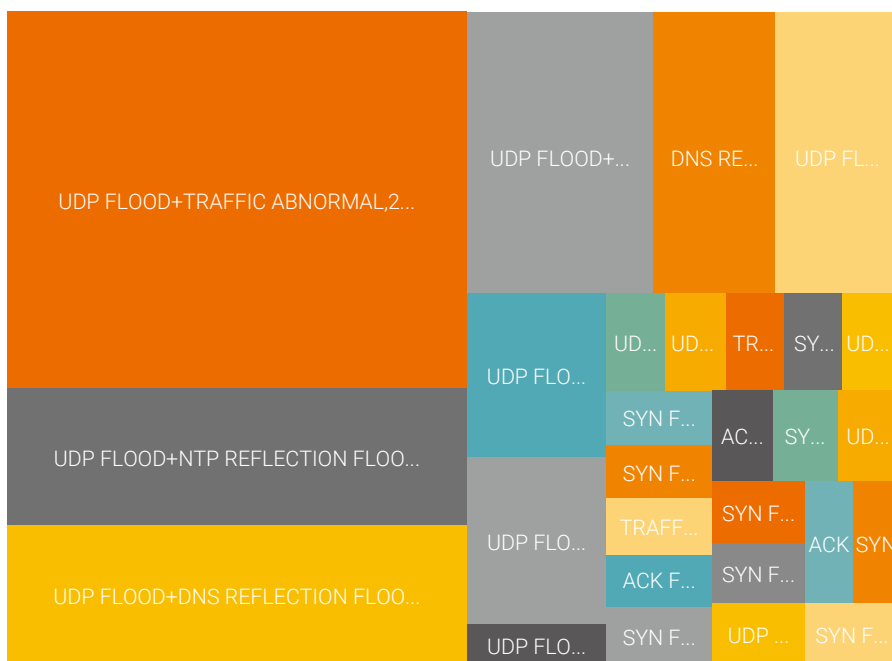 UDP FLOOD+TRAFFIC ABNORMAL,2...
UDP FLOOD+NTP REFLECTION FLOO...
UDP FLOOD+DNS REFLECTION FLOO...
UDP FLOOD+...
DNS RE...
UDP FL...
UDP FLO...
UDP FLO...
UDP FLO...
UD...
UD...
TR...
SY...
UD...
SYN F...
SYN F...
TRAFF...
ACK F...
SYN F...
AC...
SY...
UD...
SYN F...
SYN F...
ACK
SYN
UDP ...
SYN F...